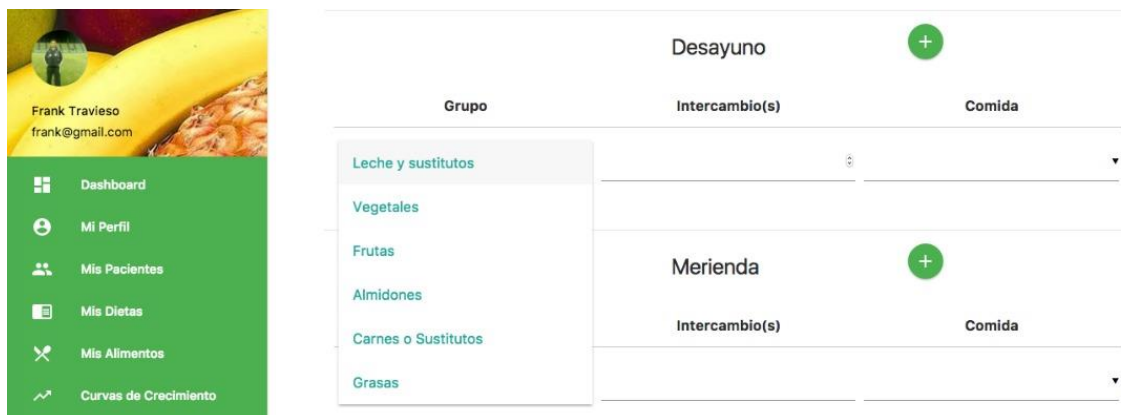 Frank Travieso
frank@gmail.com
Dashboard
Mi Perfil
Mis Pacientes
Mis Dietas
Mis Alimentos
Curvas de Crecimiento
Desayuno
Grupo Intercambio(s) Comida
Leche y sustitutos
Vegetales
Frutas
Almidones
Carnes o Sustitutos
Grasas
Merienda
Intercambio(s) Comida